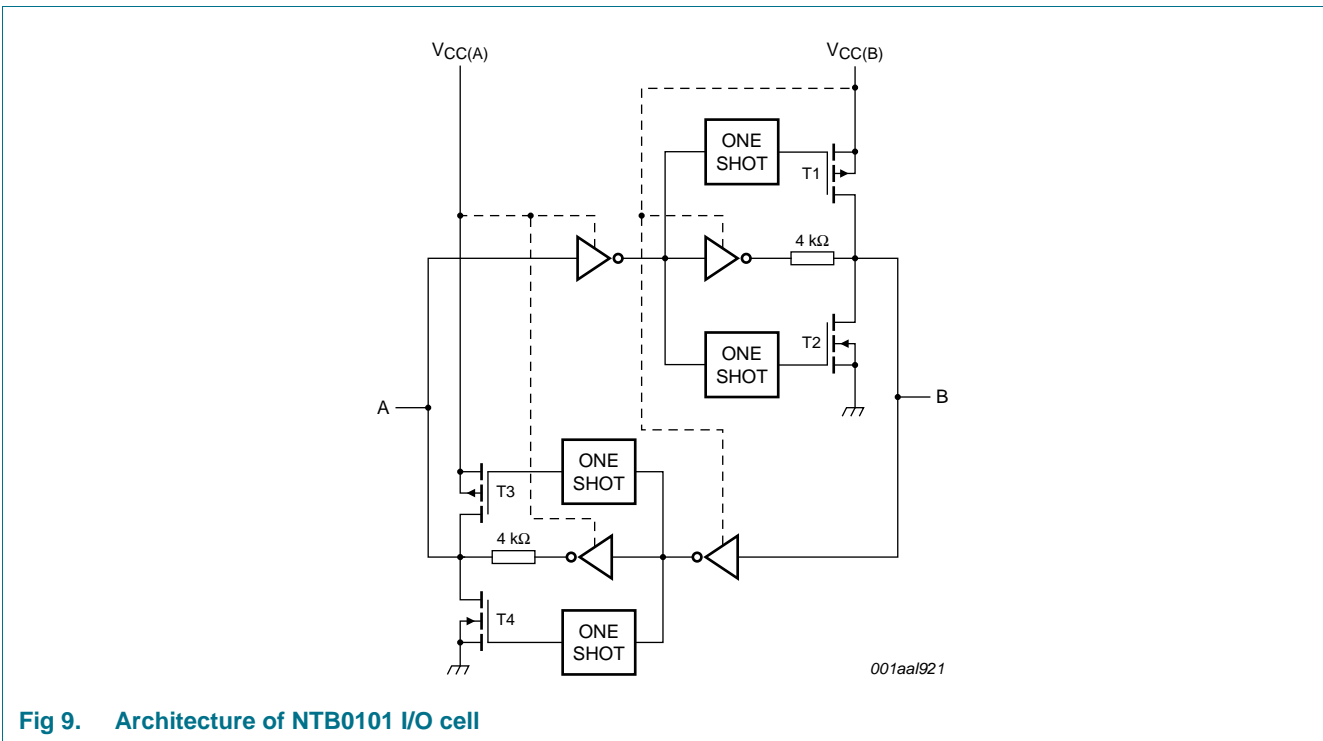 VCC(A)
VCC(B)
ONE
SHOT
T1
4 kΩ
ONE
SHOT
T2
A
B
ONE
SHOT
T3
4 kΩ
T4
ONE
SHOT
001aal921
Fig 9. Architecture of NTB0101 I/O cell